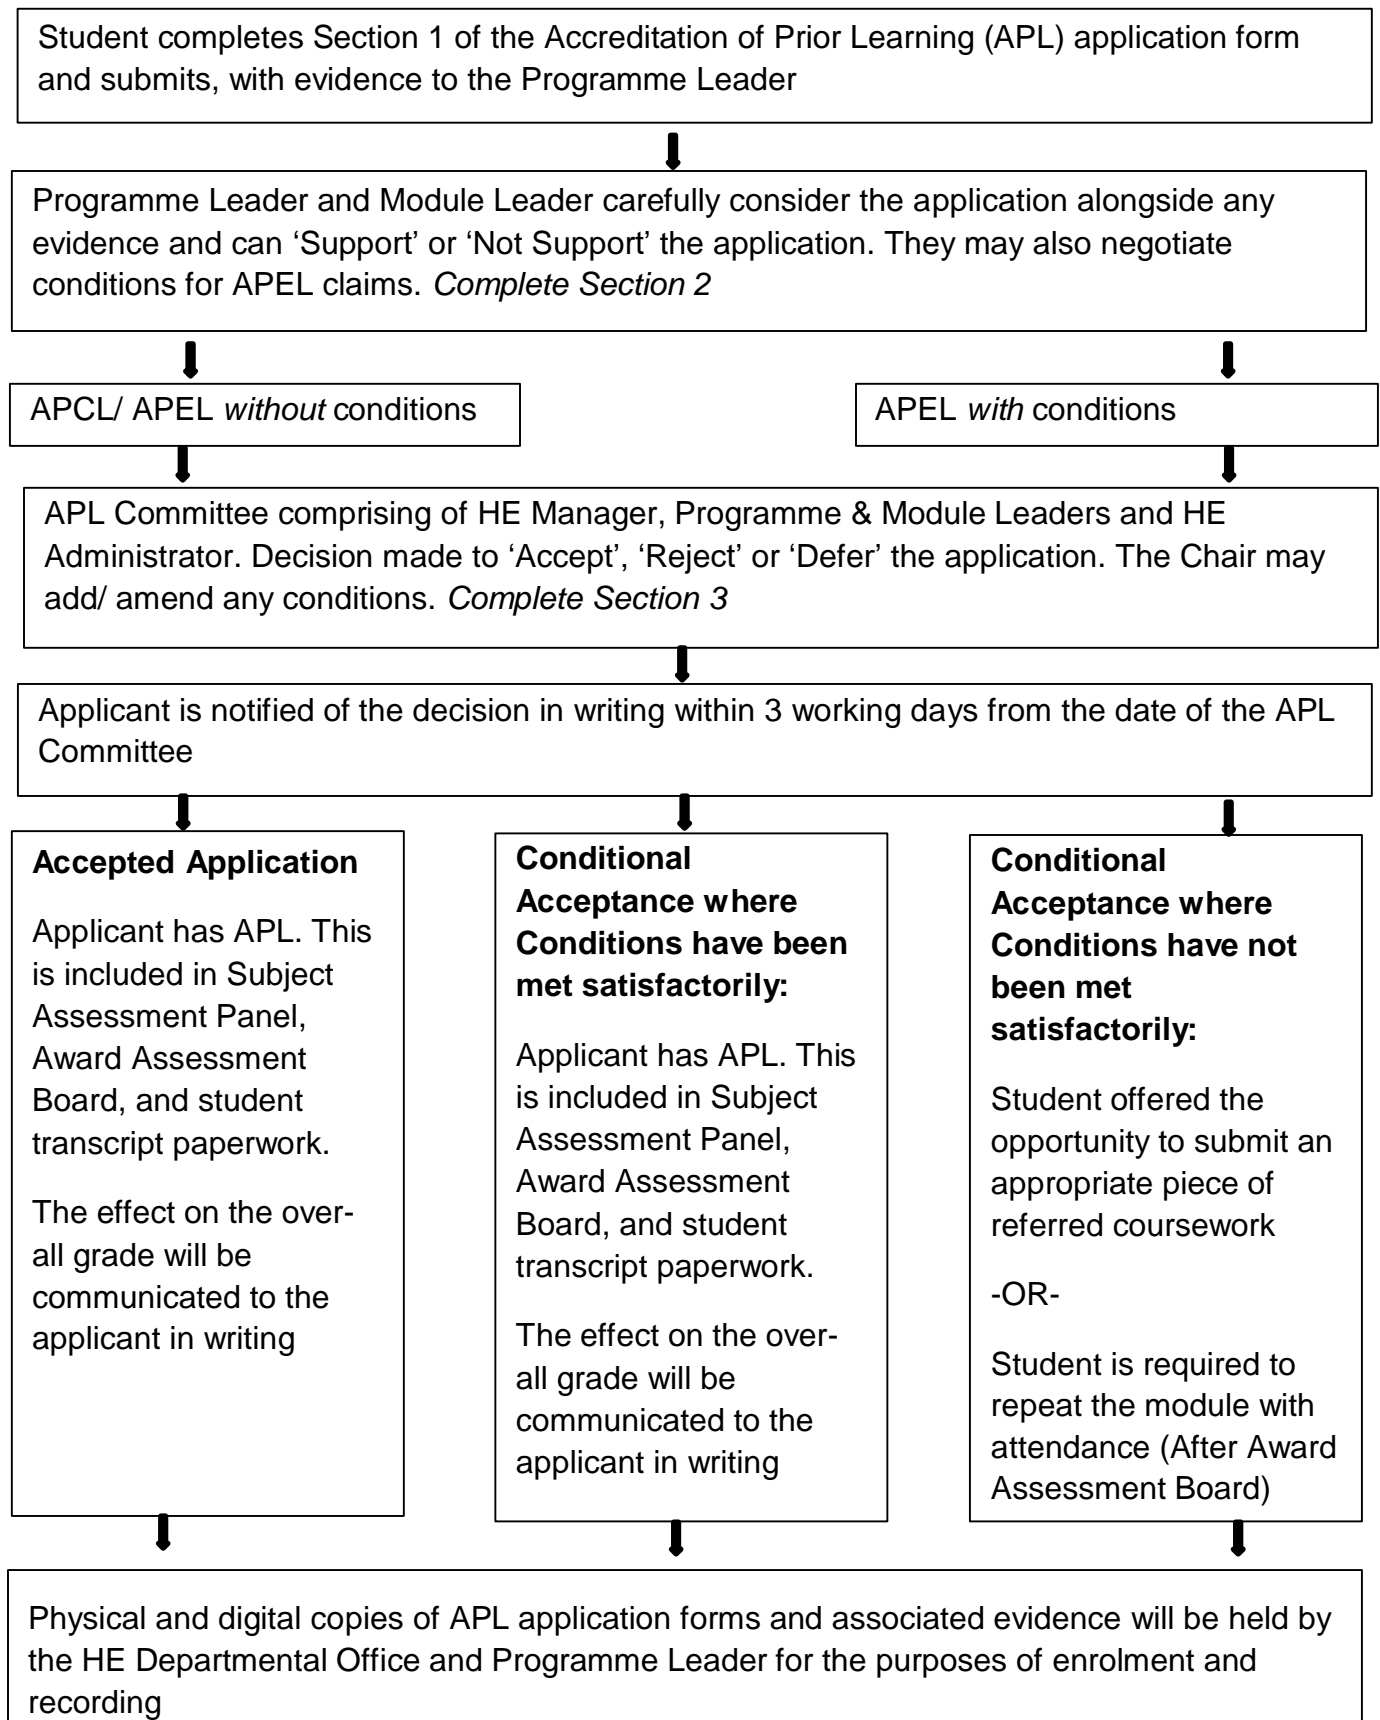 Student completes Section 1 of the Accreditation of Prior Learning (APL) application form
and submits, with evidence to the Programme Leader
Programme Leader and Module Leader carefully consider the application alongside any
evidence and can ‘Support’ or ‘Not Support’ the application. They may also negotiate
conditions for APEL claims. Complete Section 2
APCL/ APEL without conditions
APEL with conditions
APL Committee comprising of HE Manager, Programme & Module Leaders and HE
Administrator. Decision made to ‘Accept’, ‘Reject’ or ‘Defer’ the application. The Chair may
add/ amend any conditions. Complete Section 3
Applicant is notified of the decision in writing within 3 working days from the date of the APL
Committee
Accepted Application
Applicant has APL. This
is included in Subject
Assessment Panel,
Award Assessment
Board, and student
transcript paperwork.
The effect on the over-
all grade will be
communicated to the
applicant in writing
Conditional
Acceptance where
Conditions have been
met satisfactorily:
Applicant has APL. This
is included in Subject
Assessment Panel,
Award Assessment
Board, and student
transcript paperwork.
The effect on the over-
all grade will be
communicated to the
applicant in writing
Conditional
Acceptance where
Conditions have not
been met
satisfactorily:
Student offered the
opportunity to submit an
appropriate piece of
referred coursework
-OR-
Student is required to
repeat the module with
attendance (After Award
Assessment Board)
Physical and digital copies of APL application forms and associated evidence will be held by
the HE Departmental Office and Programme Leader for the purposes of enrolment and
recording